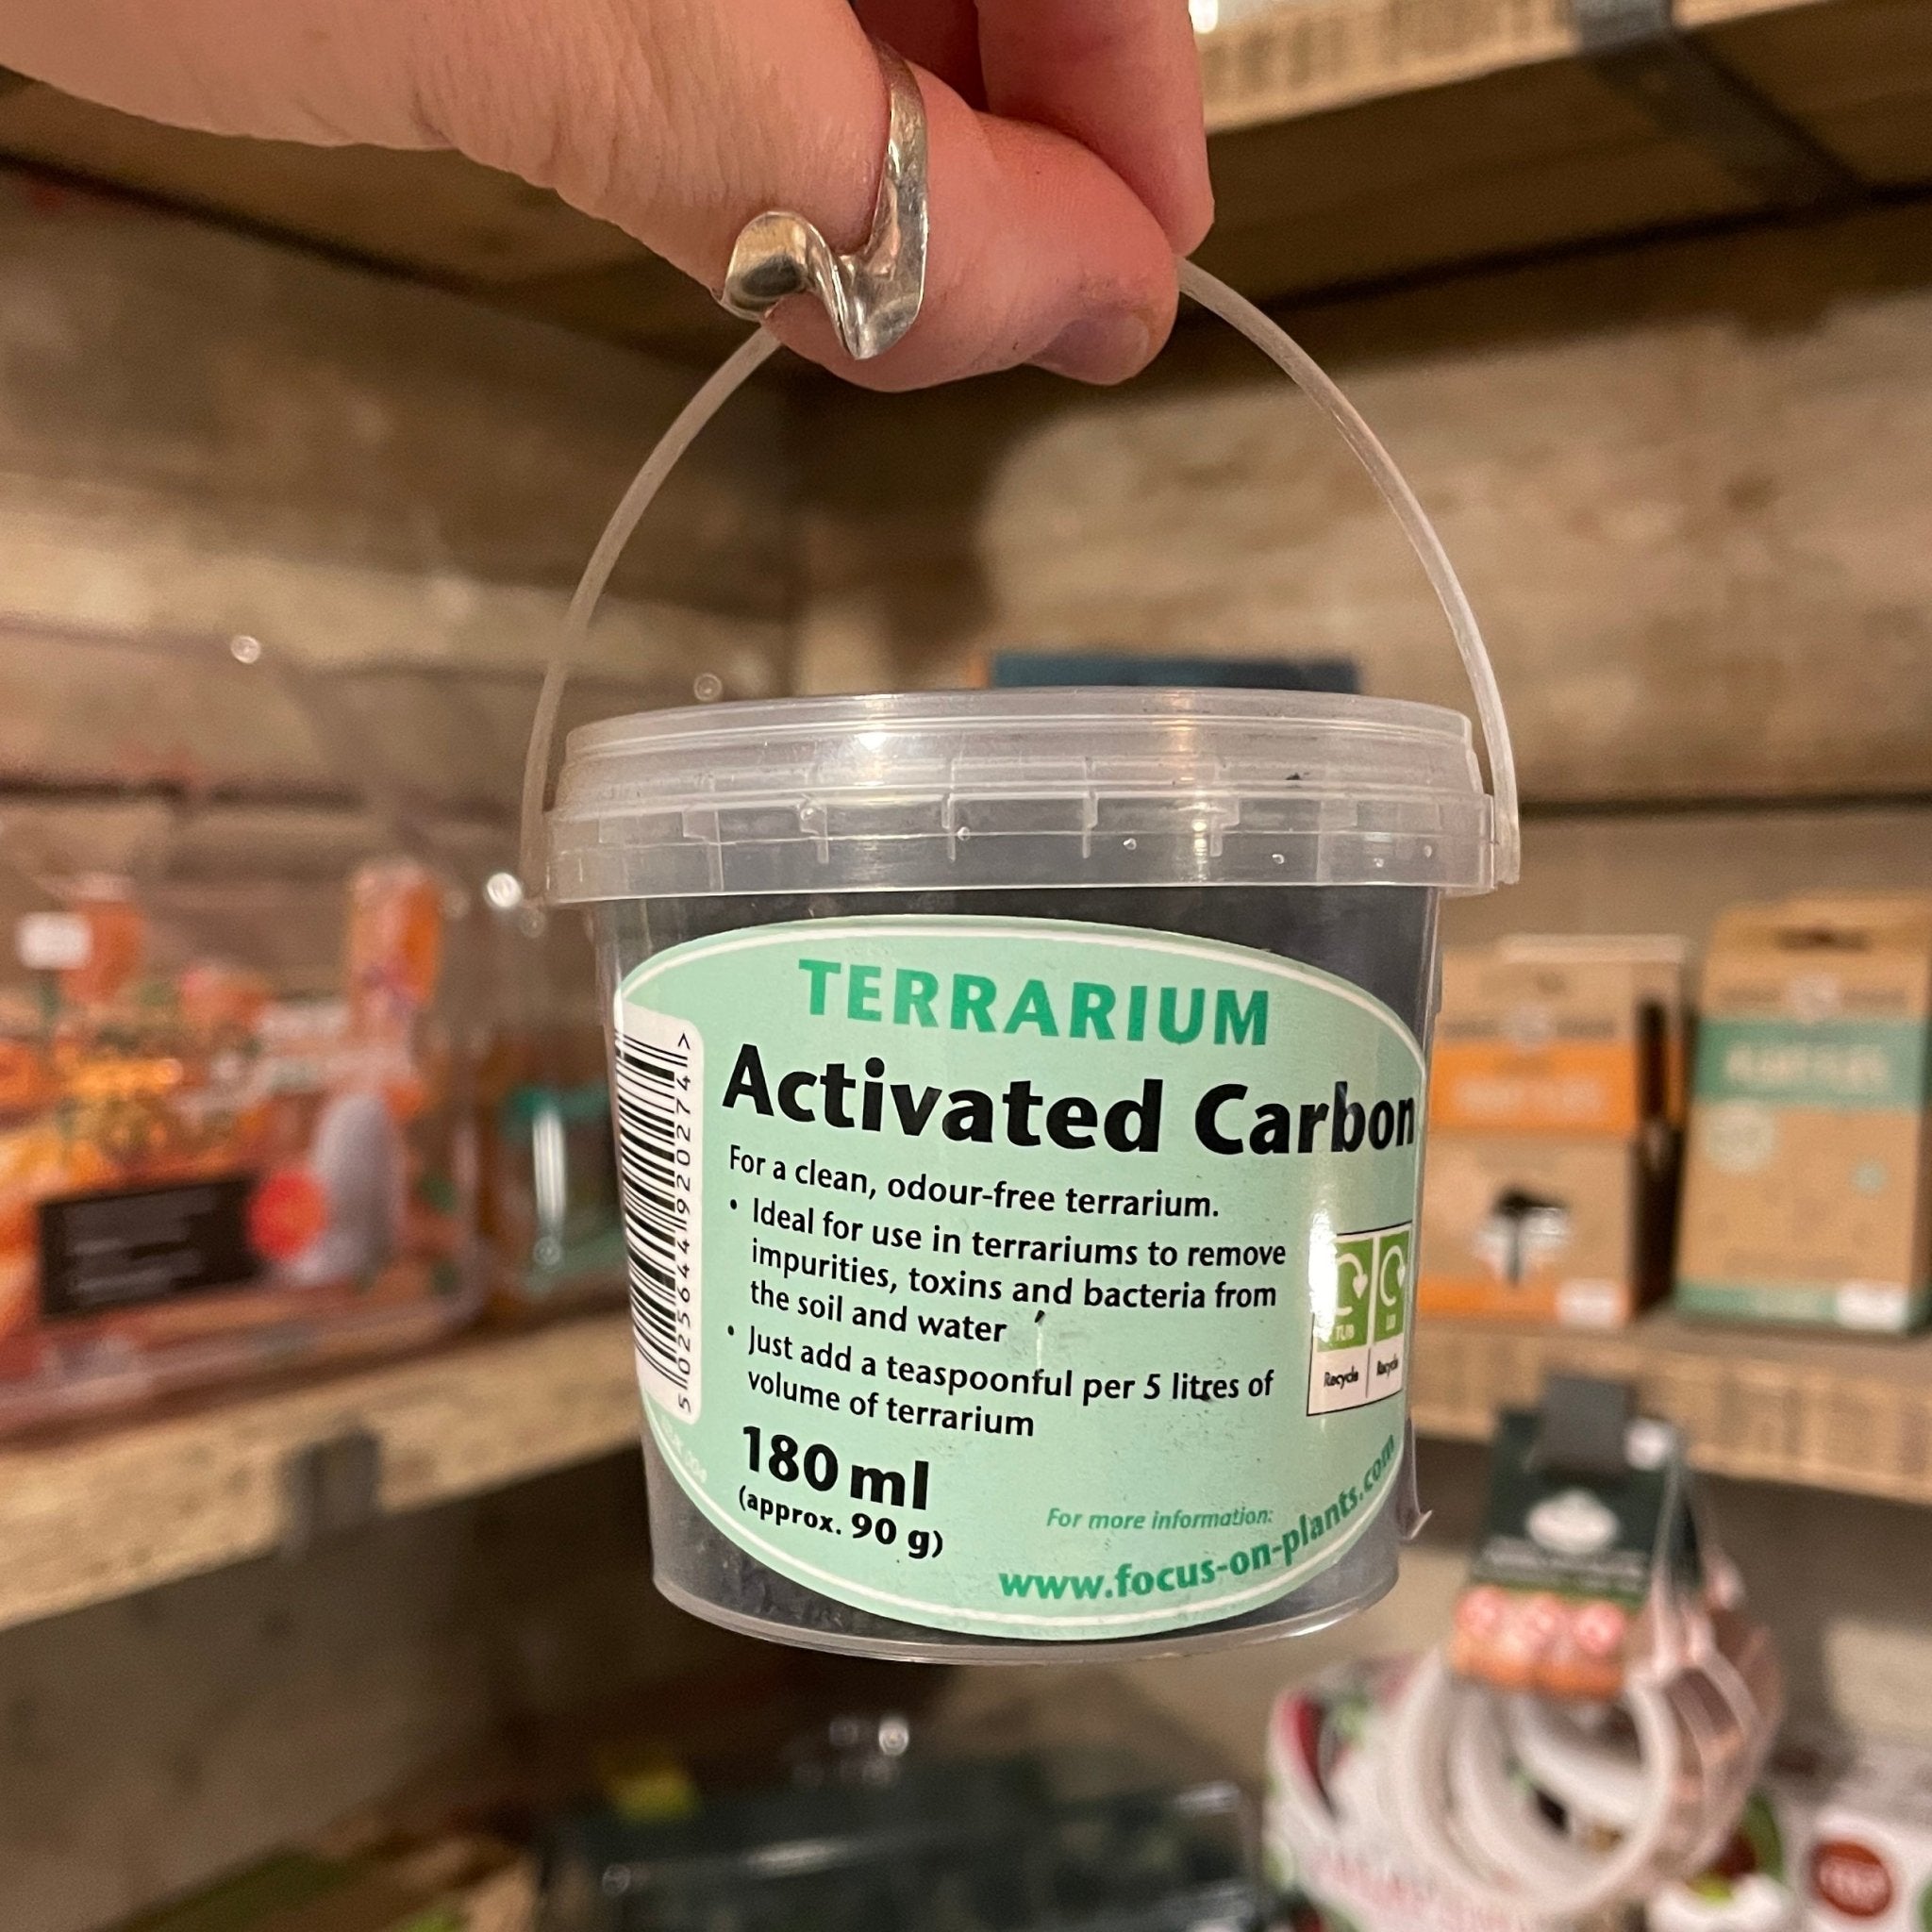 TERRARIUM
Activated Carbon
For a clean, odour-free terrarium.
• Ideal for use in terrariums to remove
impurities, toxins and bacteria from
the soil and water
• Just add a teaspoonful per 5 litres of
volume of terrarium
180 ml
(approx. 90 g)
For more information:
www.focus-on-plants.com
5 025644 920274 >
TUB
LID
Recycle
Recycle